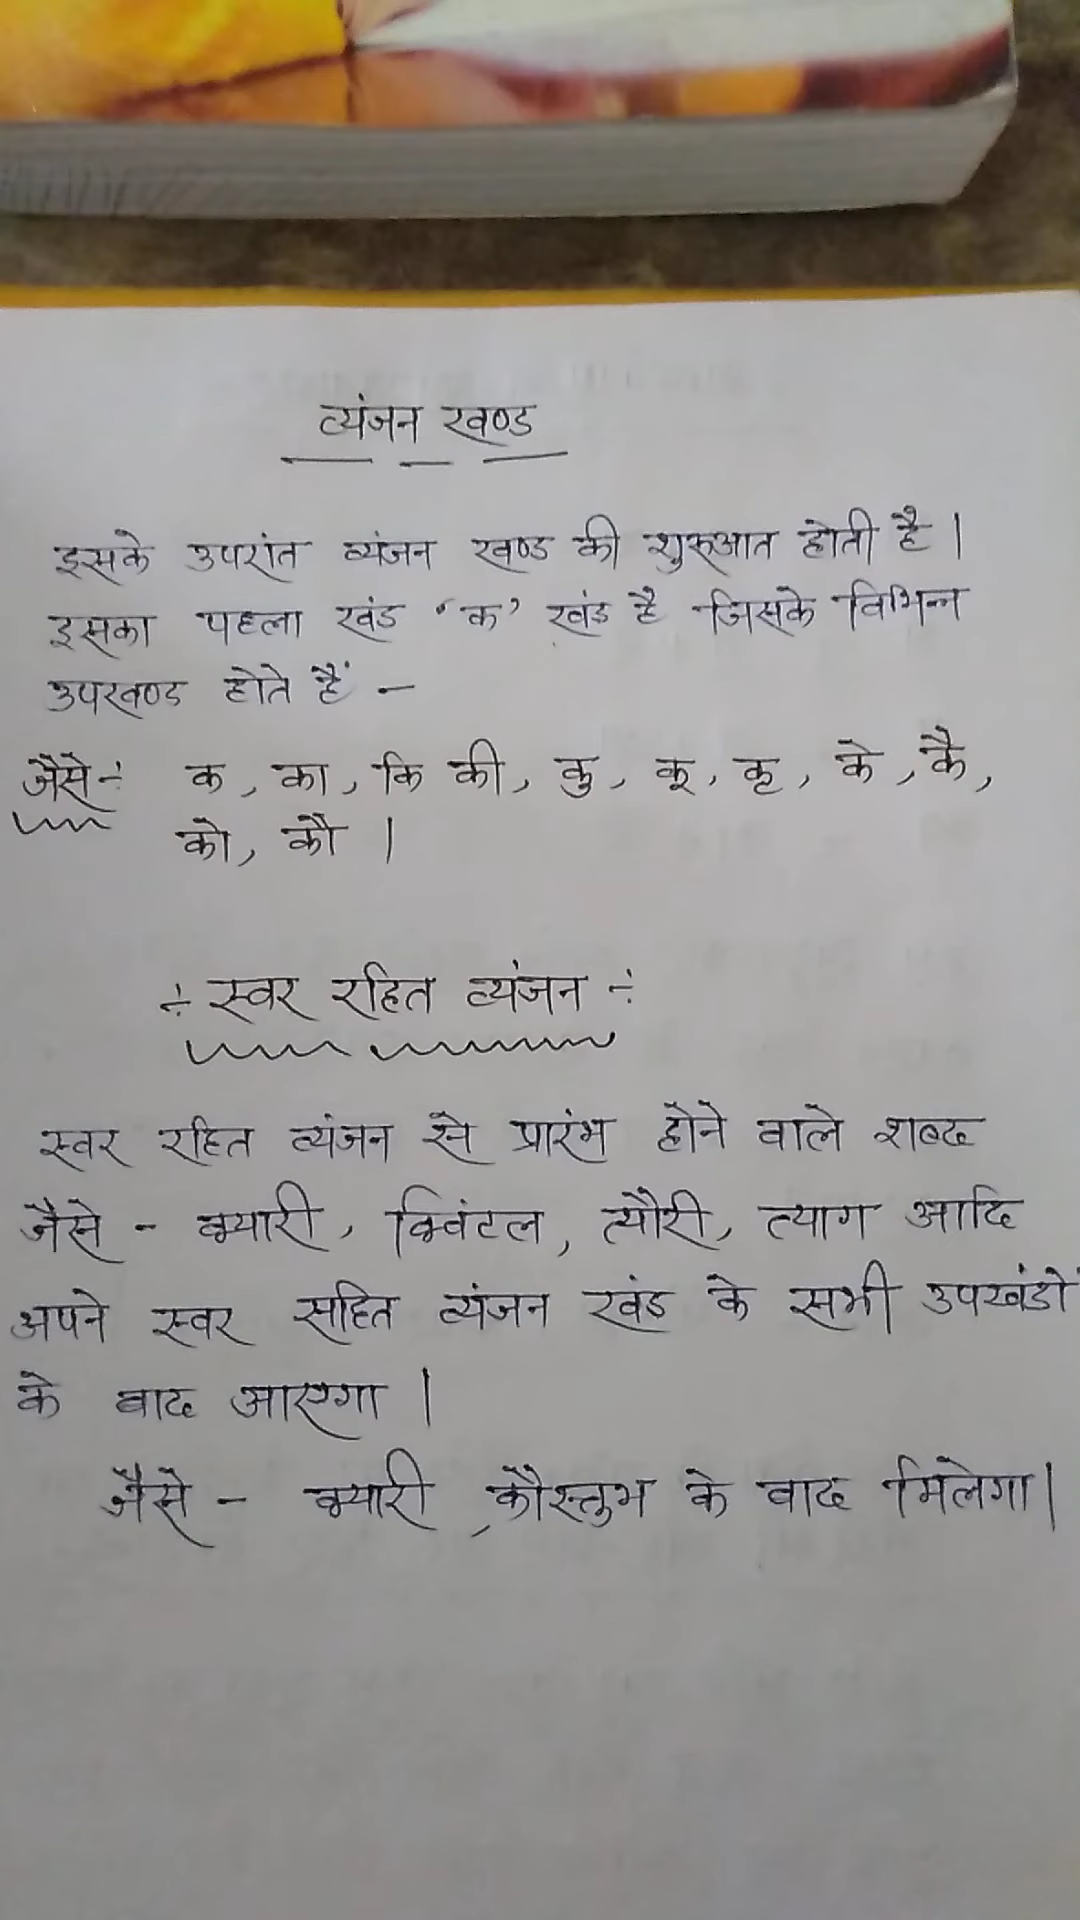 व्यंजन खण्ड
इसके उपरांत व्यंजन खण्ड की शुरुआत होती है।
इसका पहला खंड 'क' खंड है जिसके विभिन्न
उपखण्ड होते हैं -
जैसे-: क, का, कि की, कु, कू, कृ, के, कै,
को, कौ।
÷ स्वर रहित व्यंजन ÷
स्वर रहित व्यंजन से प्रारंभ होने वाले शब्द
जैसे - क्यारी, क्विंटल, त्यौरी, त्याग आदि
अपने स्वर सहित व्यंजन खंड के सभी उपखंडों
के बाद आएगा।
जैसे - क्यारी, कौस्तुभ के बाद मिलेगा।